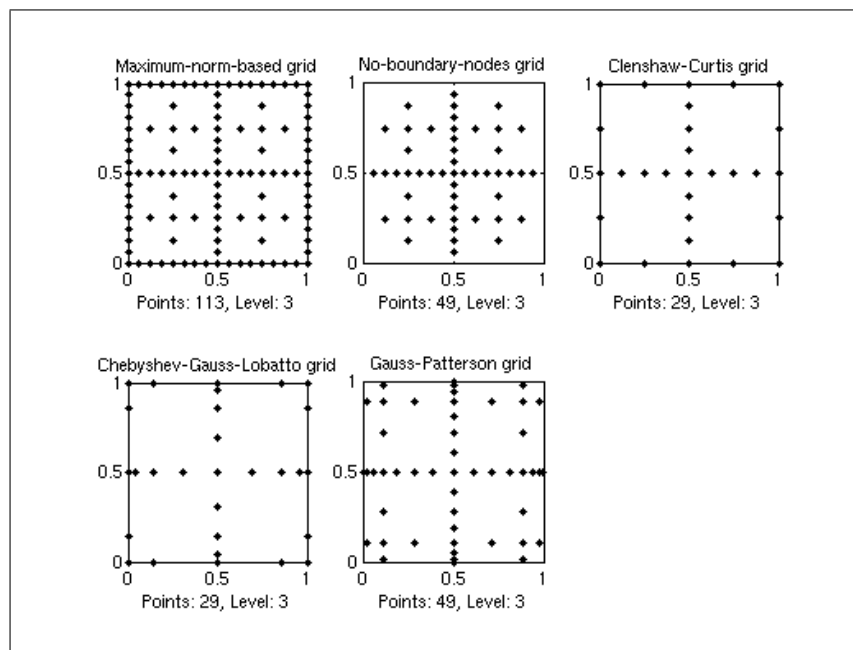 Maximum-norm-based grid
No-boundary-nodes grid
Clenshaw-Curtis grid
1
0.5
0
0 0.5 1
Points: 113, Level: 3
1
0.5
0
0 0.5 1
Points: 49, Level: 3
1
0.5
0
0 0.5 1
Points: 29, Level: 3
Chebyshev-Gauss-Lobatto grid
Gauss-Patterson grid
1
0.5
0
0 0.5 1
Points: 29, Level: 3
1
0.5
0
0 0.5 1
Points: 49, Level: 3